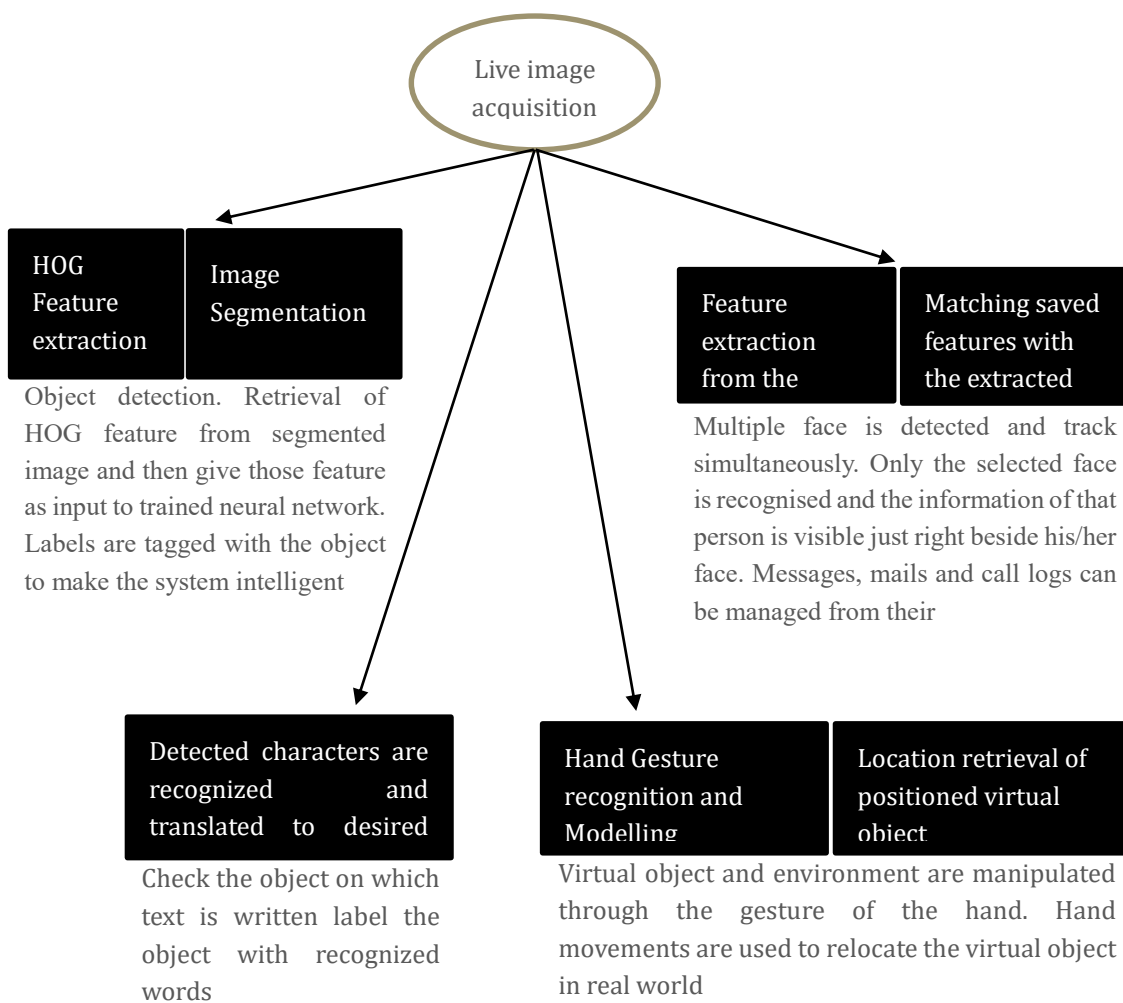 Live image
acquisition
HOG
Feature
extraction
Image
Segmentation
Object detection. Retrieval of
HOG feature from segmented
image and then give those feature
as input to trained neural network.
Labels are tagged with the object
to make the system intelligent
Feature
extraction
from the
Matching saved
features with
the extracted
Multiple face is detected and track
simultaneously. Only the selected face
is recognised and the information of that
person is visible just right beside his/her
face. Messages, mails and call logs can
be managed from their
Detected characters are
recognized and
translated to desired
Check the object on which
text is written label the
object with recognized
words
Hand Gesture
recognition and
Modelling
Location retrieval of
positioned virtual
object
Virtual object and environment are manipulated
through the gesture of the hand. Hand
movements are used to relocate the virtual object
in real world